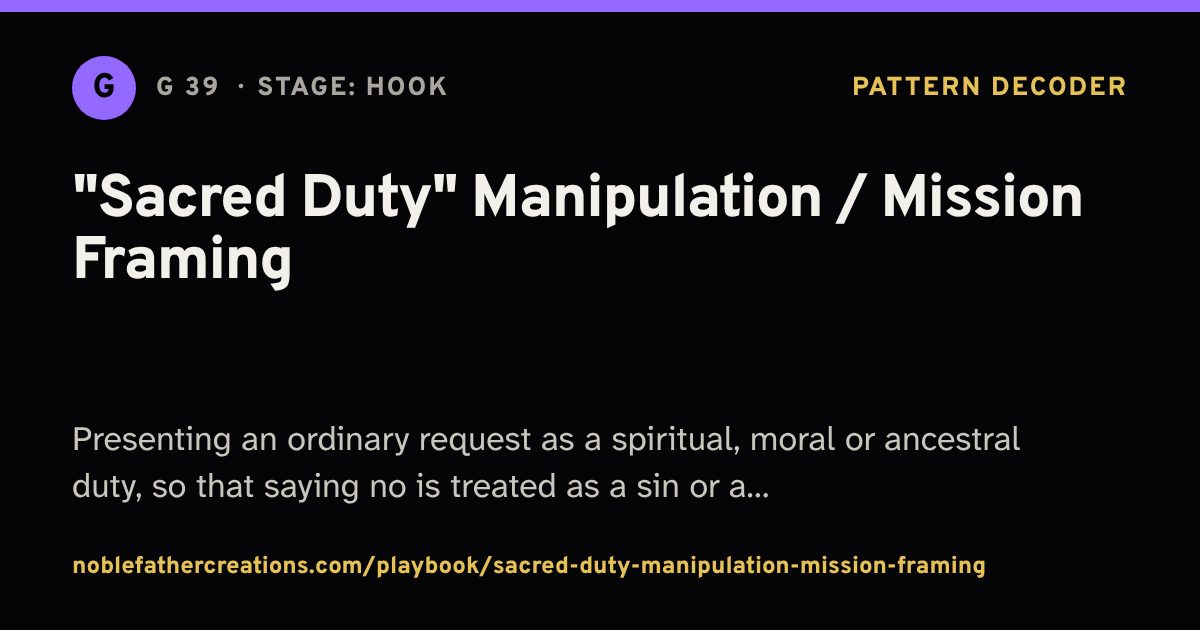 G
G 39 · STAGE: HOOK
PATTERN DECODER
"Sacred Duty" Manipulation / Mission
Framing
Presenting an ordinary request as a spiritual, moral or ancestral
duty, so that saying no is treated as a sin or a...
noblefathercreations.com/playbook/sacred-duty-manipulation-mission-framing